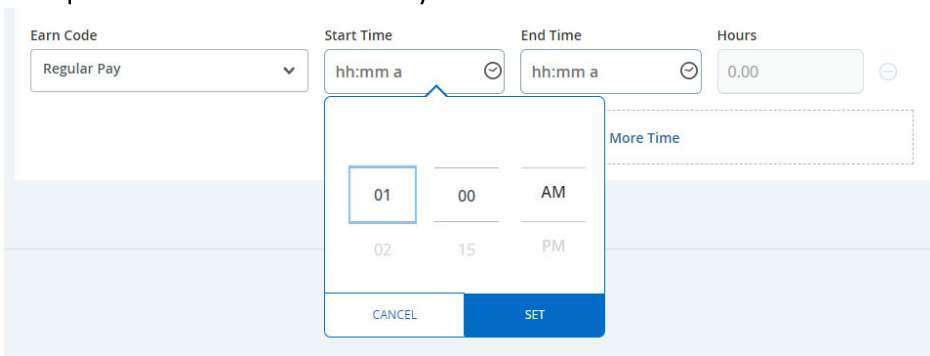 Earn Code Start Time End Time Hours
Regular Pay hh:mm a hh:mm a 0.00
More Time
01 00 AM
02 15 PM
CANCEL SET